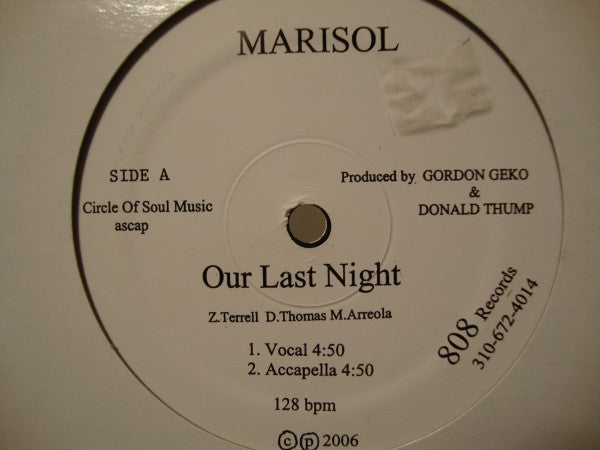 MARISOL
SIDE A
Circle Of Soul Music
ascap
Produced by GORDON GEKO
&
DONALD THUMP
Our Last Night
Z.Terrell D.Thomas M.Arreola
1. Vocal 4:50
2. Accapella 4:50
128 bpm
©℗ 2006
808 Records
310-672-4014